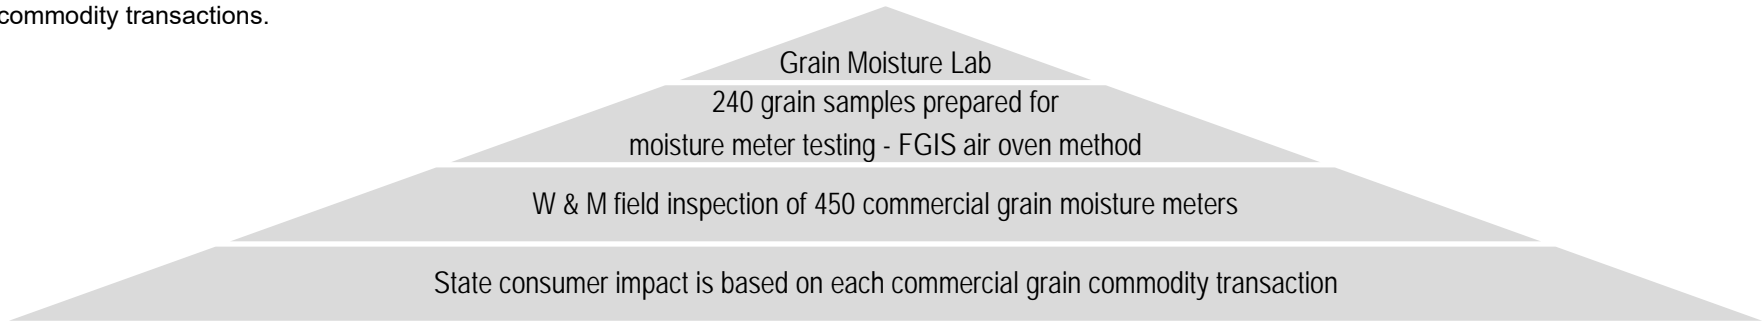 commodity transactions.
Grain Moisture Lab
240 grain samples prepared for
moisture meter testing - FGIS air oven method
W & M field inspection of 450 commercial grain moisture meters
State consumer impact is based on each commercial grain commodity transaction